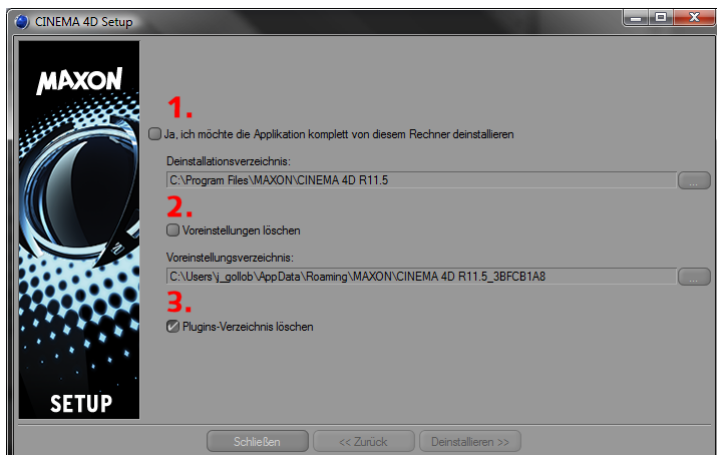 CINEMA 4D Setup
MAXON
1.
Ja, ich möchte die Applikation komplett von diesem Rechner deinstallieren
Deinstallationsverzeichnis:
C:\Program Files\MAXON\CINEMA 4D R11.5
...
2.
Voreinstellungen löschen
Voreinstellungsverzeichnis:
C:\Users\j_gollob\AppData\Roaming\MAXON\CINEMA 4D R11.5_3BFCB1A8
...
3.
Plugins-Verzeichnis löschen
SETUP
Schließen
<< Zurück
Deinstallieren >>